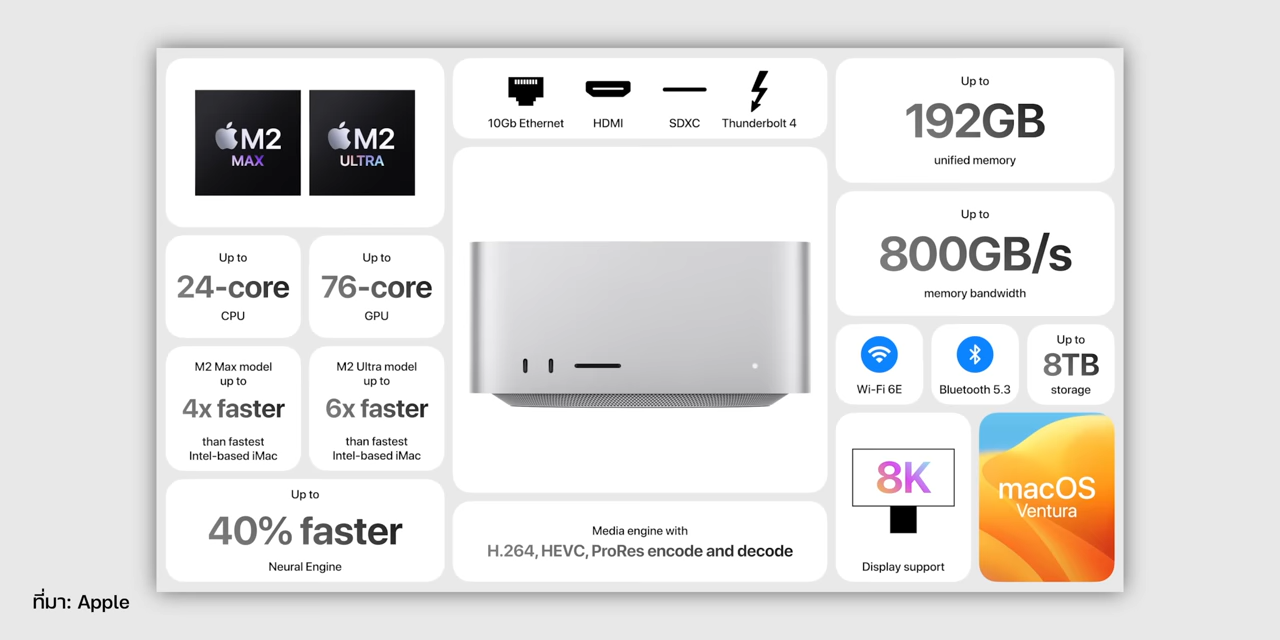 M2
MAX
M2
ULTRA
10Gb Ethernet
HDMI
SDXC
Thunderbolt 4
Up to
192GB
unified memory
Up to
800GB/s
memory bandwidth
Up to
24-core
CPU
Up to
76-core
GPU
M2 Max model
up to
4x faster
than fastest
Intel-based iMac
M2 Ultra model
up to
6x faster
than fastest
Intel-based iMac
Wi-Fi 6E
Bluetooth 5.3
Up to
8TB
storage
Up to
40% faster
Neural Engine
Media engine with
H.264, HEVC, ProRes encode and decode
8K
Display support
macOS
Ventura
ที่มา: Apple